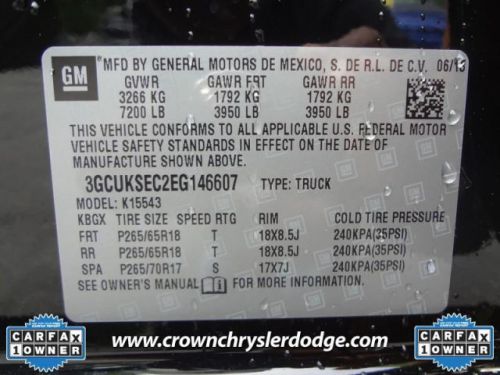 GM
MFD BY GENERAL MOTORS DE MEXICO, S. DE R.L. DE C.V. 06/13
GVWR GAWR FRT GAWR RR
3266 KG 1792 KG 1792 KG
7200 LB 3950 LB 3950 LB
THIS VEHICLE CONFORMS TO ALL APPLICABLE U.S. FEDERAL MOTOR
VEHICLE SAFETY STANDARDS IN EFFECT ON THE DATE OF
MANUFACTURE SHOWN ABOVE.
3GCUKSEC2EG146607 TYPE: TRUCK
MODEL: K15543
KBGX TIRE SIZE SPEED RTG RIM COLD TIRE PRESSURE
FRT P265/65R18 T 18X8.5J 240KPA(35PSI)
RR P265/65R18 T 18X8.5J 240KPA(35PSI)
SPA P265/70R17 S 17X7J 240KPA(35PSI)
SEE OWNER'S MANUAL FOR MORE INFORMATION.
www.crownchryslerdodge.com
CARFAX
1 OWNER
CARFAX
1 OWNER